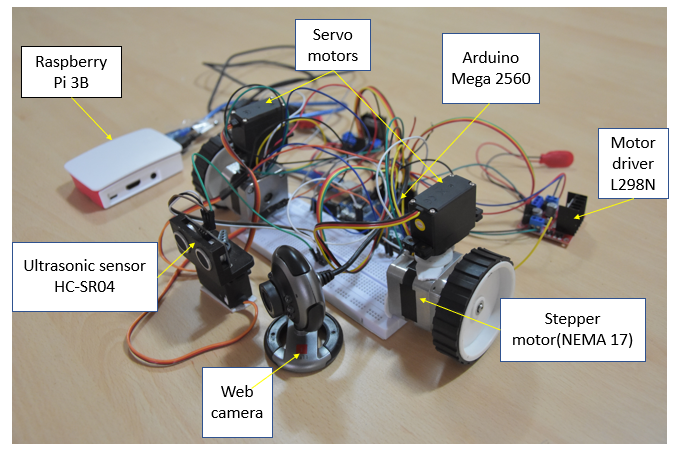 Servo
motors
Arduino
Mega 2560
Raspberry
Pi 3B
Motor
driver
L298N
Ultrasonic sensor
HC-SR04
Stepper
motor(NEMA 17)
Web
camera